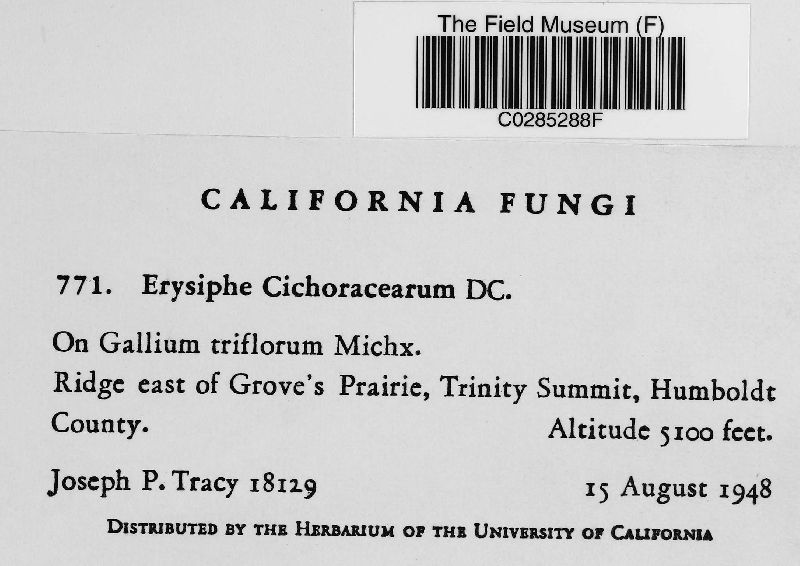 The Field Museum (F)
C0285288F
CALIFORNIA FUNGI
771. Erysiphe Cichoracearum DC.
On Gallium triflorum Michx.
Ridge east of Grove's Prairie, Trinity Summit, Humboldt
County. Altitude 5100 feet.
Joseph P. Tracy 18129 15 August 1948
Distributed by the Herbarium of the University of California